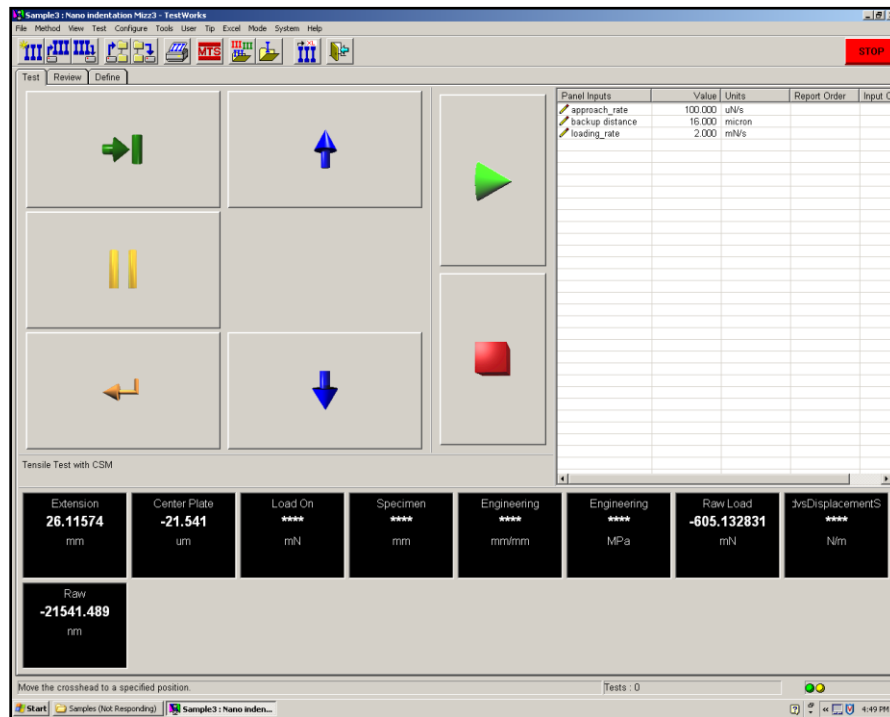 Sample3 : Nano indentation Mizz3 - TestWorks
File Method View Test Configure Tools User Tip Excel Mode System Help
MTS
STOP
Test Review Define
Panel Inputs Value Units Report Order Input O
approach_rate 100.000 uN/s
backup distance 16.000 micron
loading_rate 2.000 mN/s
Tensile Test with CSM
Extension Center Plate Load On Specimen Engineering Engineering Raw Load dvsDisplacementS
26.11574 -21.541 **** **** **** **** -605.132831 ****
mm um mN mm mm/mm MPa mN N/m
Raw
-21541.489
nm
Move the crosshead to a specified position. Tests : 0
Start Samples (Not Responding) Sample3 : Nano inden... 4:49 PM